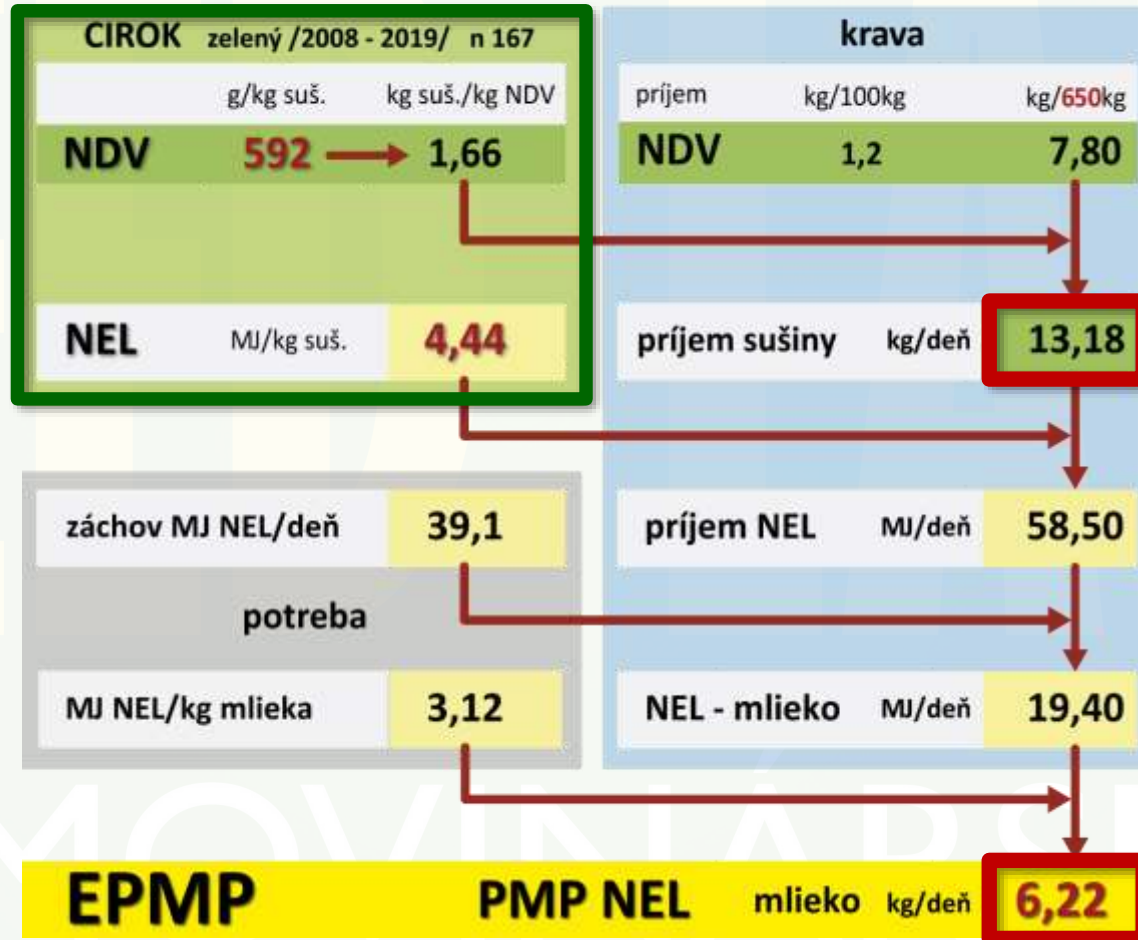 CIROK zelený /2008 - 2019/ n 167
g/kg suš. kg suš./kg NDV
NDV 592 1,66
NEL MJ/kg suš. 4,44
krava
príjem kg/100kg kg/650kg
NDV 1,2 7,80
príjem sušiny kg/deň 13,18
záchov MJ NEL/deň 39,1
potreba
MJ NEL/kg mlieka 3,12
príjem NEL MJ/deň 58,50
NEL - mlieko MJ/deň 19,40
MOVINÁRS
EPMP PMP NEL mlieko kg/deň 6,22